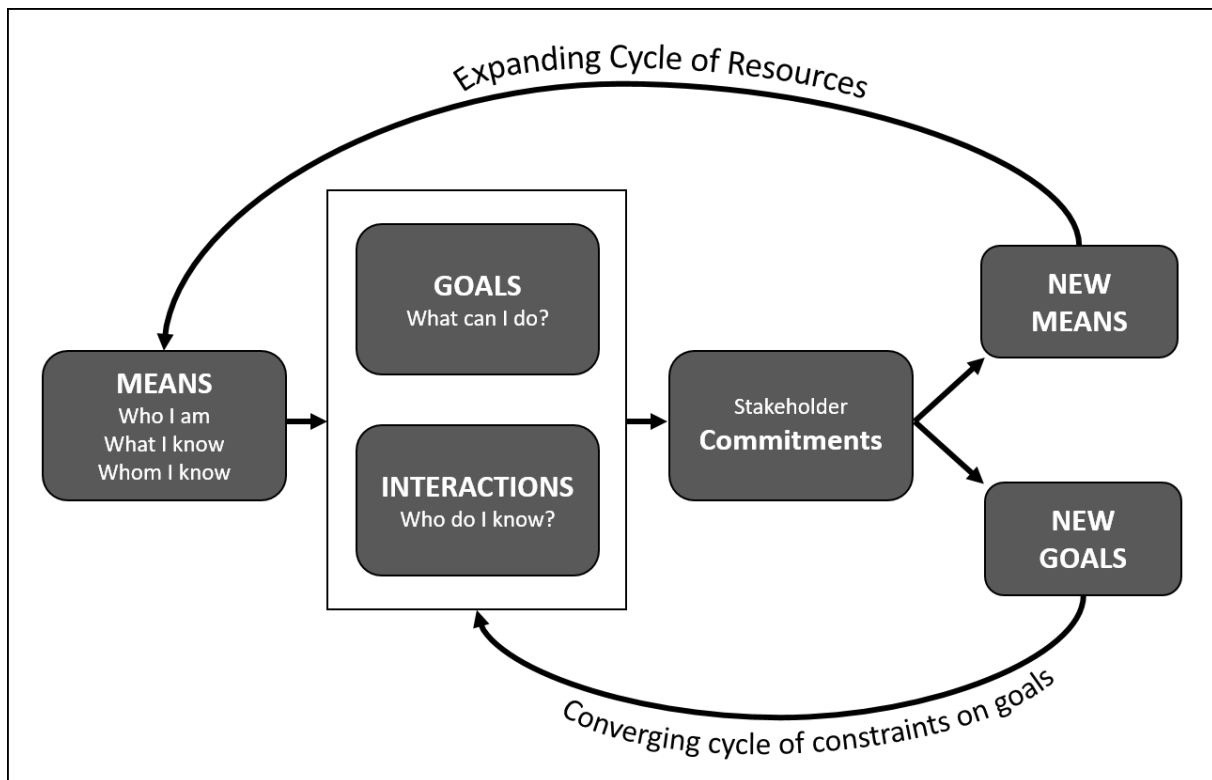 Expanding Cycle of Resources
MEANS
Who I am
What I know
Whom I know
GOALS
What can I do?
INTERACTIONS
Who do I know?
Stakeholder
Commitments
NEW
MEANS
NEW
GOALS
Converging cycle of constraints on goals